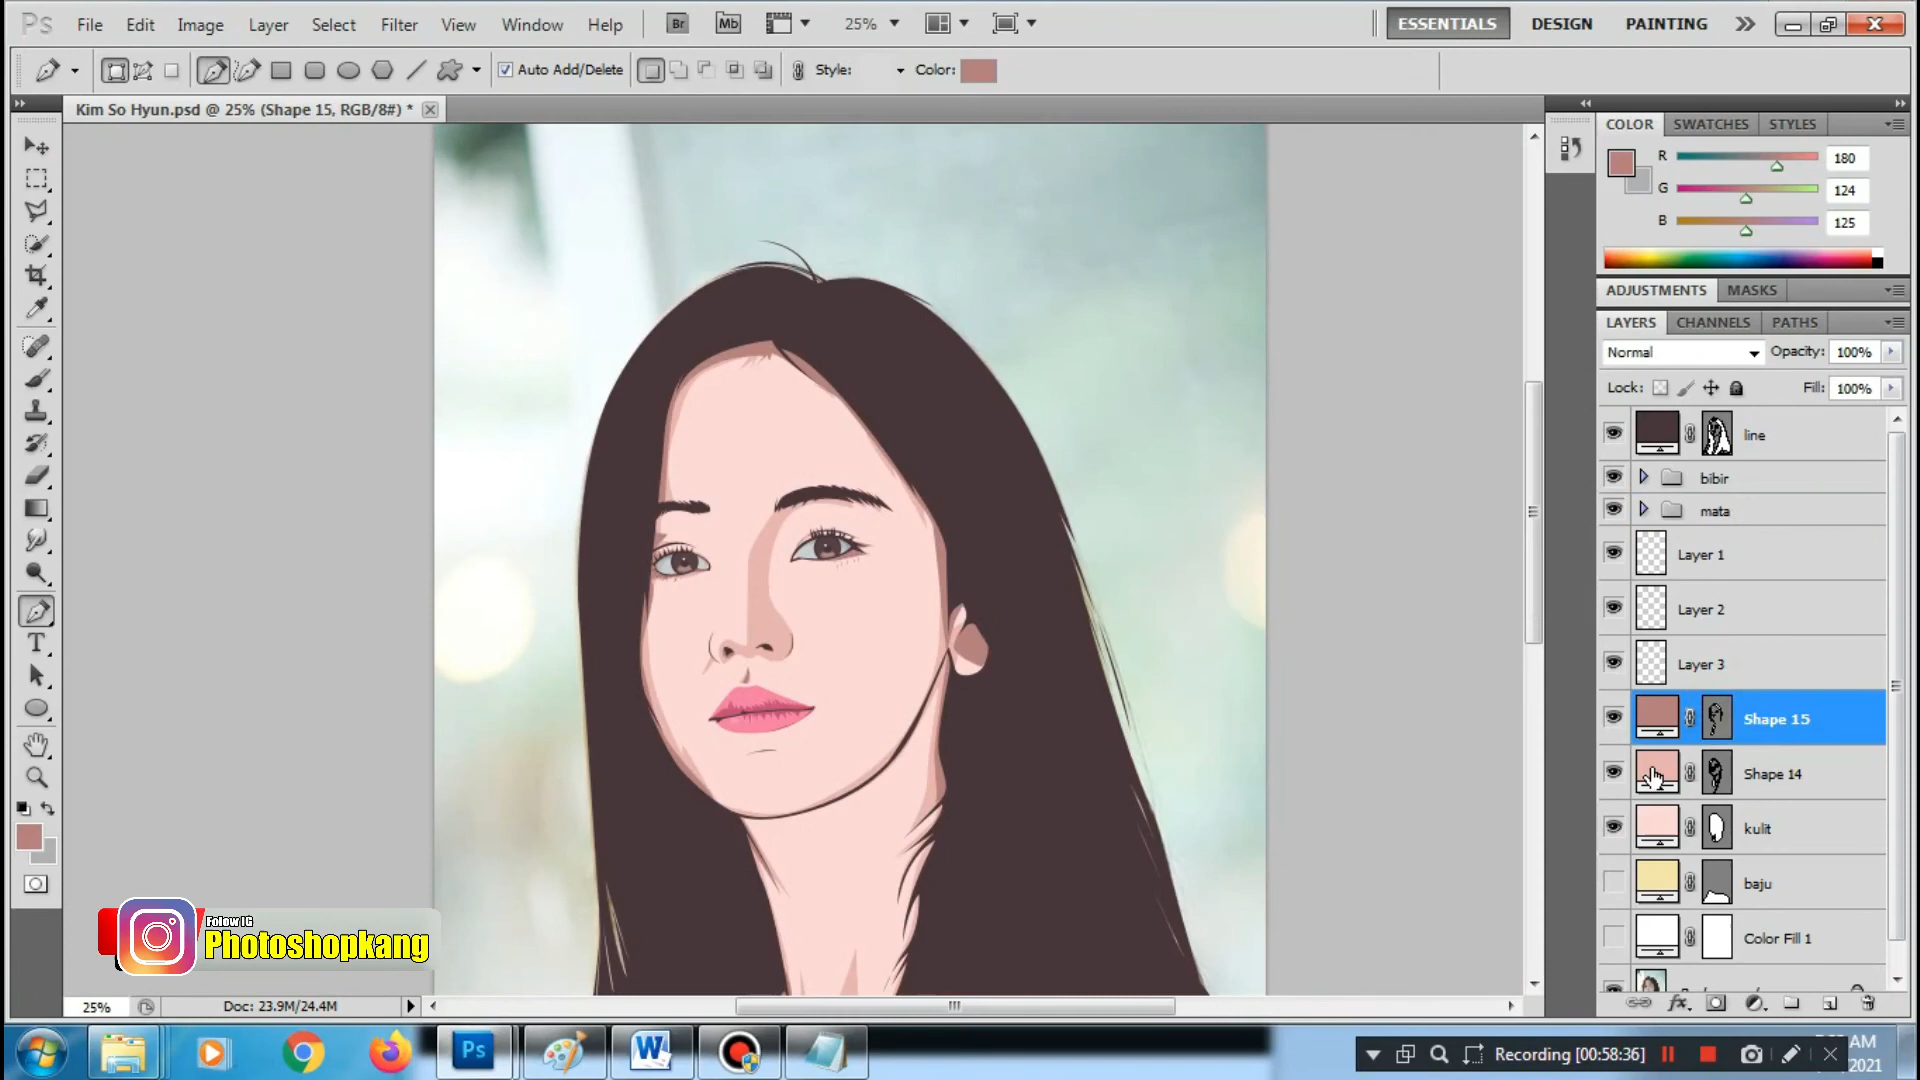 Ps File Edit Image Layer Select Filter View Window Help Br Mb 25% ESSENTIALS DESIGN PAINTING
Auto Add/Delete Style: Color:
Kim So Hyun.psd @ 25% (Shape 15, RGB/8#) *
COLOR SWATCHES STYLES
R 180
G 124
B 125
ADJUSTMENTS MASKS
LAYERS CHANNELS PATHS
Normal Opacity: 100%
Lock: Fill: 100%
line
bibir
mata
Layer 1
Layer 2
Layer 3
Shape 15
Shape 14
kulit
baju
Color Fill 1
T
Folow IG
Photoshopkang
25% Doc: 23.9M/24.4M
fx
Ps W
Recording [00:58:36]
AM